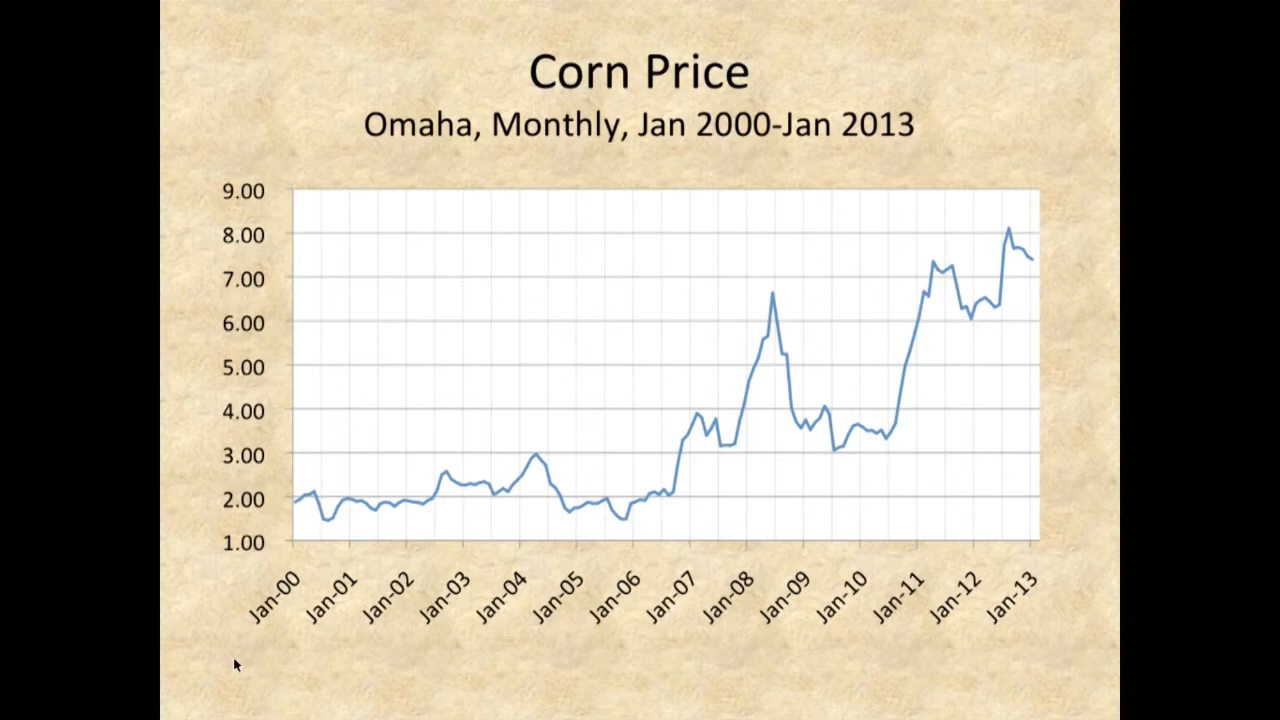 Corn Price
Omaha, Monthly, Jan 2000-Jan 2013
9.00
8.00
7.00
6.00
5.00
4.00
3.00
2.00
1.00
Jan-00
Jan-01
Jan-02
Jan-03
Jan-04
Jan-05
Jan-06
Jan-07
Jan-08
Jan-09
Jan-10
Jan-11
Jan-12
Jan-13